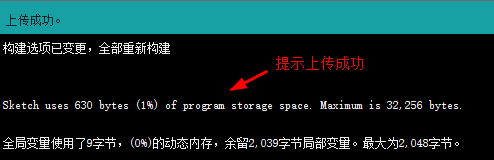 上传成功。
构建选项已变更，全部重新构建
提示上传成功
Sketch uses 630 bytes (1%) of program storage space. Maximum is 32,256 bytes.
全局变量使用了9字节，(0%)的动态内存，余留2,039字节局部变量。最大为2,048字节。